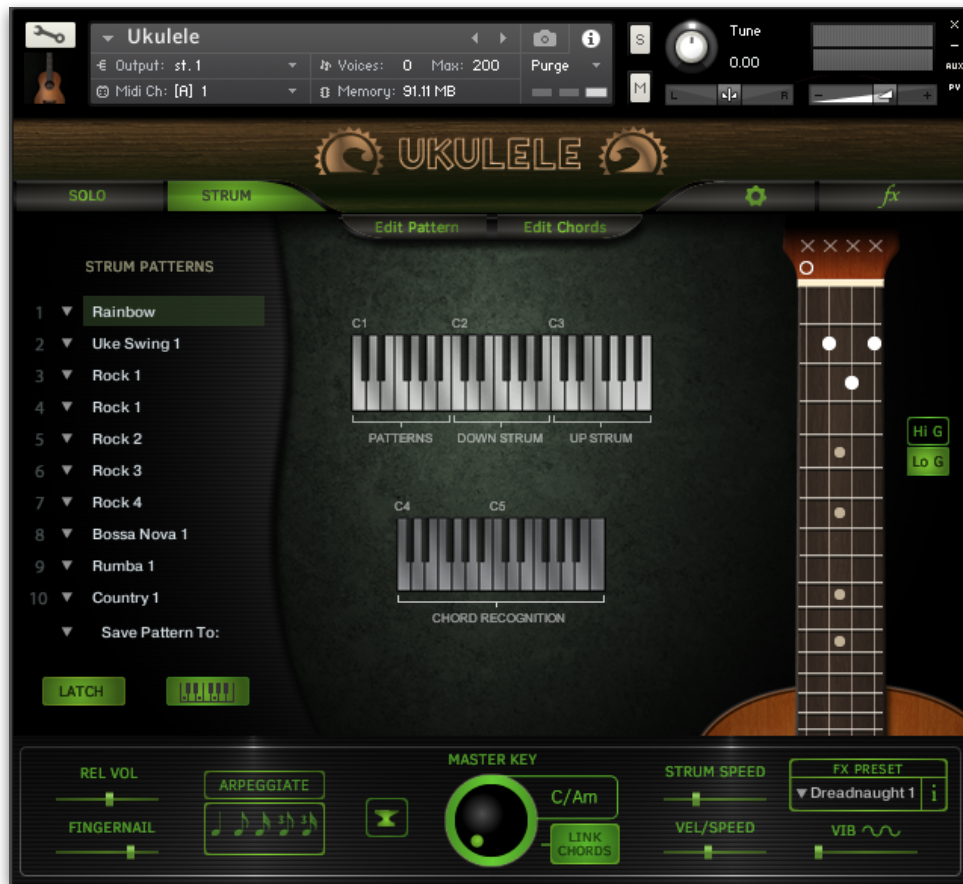 Ukulele
Output: st.1
Voices: 0 Max: 200
Purge
Midi Ch: [A] 1
Memory: 91.11 MB
S
M
Tune
0.00
L
R
AUX
PV
UKULELE
SOLO
STRUM
fx
Edit Pattern
Edit Chords
STRUM PATTERNS
1 Rainbow
2 Uke Swing 1
3 Rock 1
4 Rock 1
5 Rock 2
6 Rock 3
7 Rock 4
8 Bossa Nova 1
9 Rumba 1
10 Country 1
Save Pattern To:
LATCH
C1
C2
C3
PATTERNS
DOWN STRUM
UP STRUM
C4
C5
CHORD RECOGNITION
Hi G
Lo G
REL VOL
FINGERNAIL
ARPEGGIATE
3 3
MASTER KEY
C/Am
LINK
CHORDS
STRUM SPEED
VEL/SPEED
FX PRESET
Dreadnaught 1
i
VIB